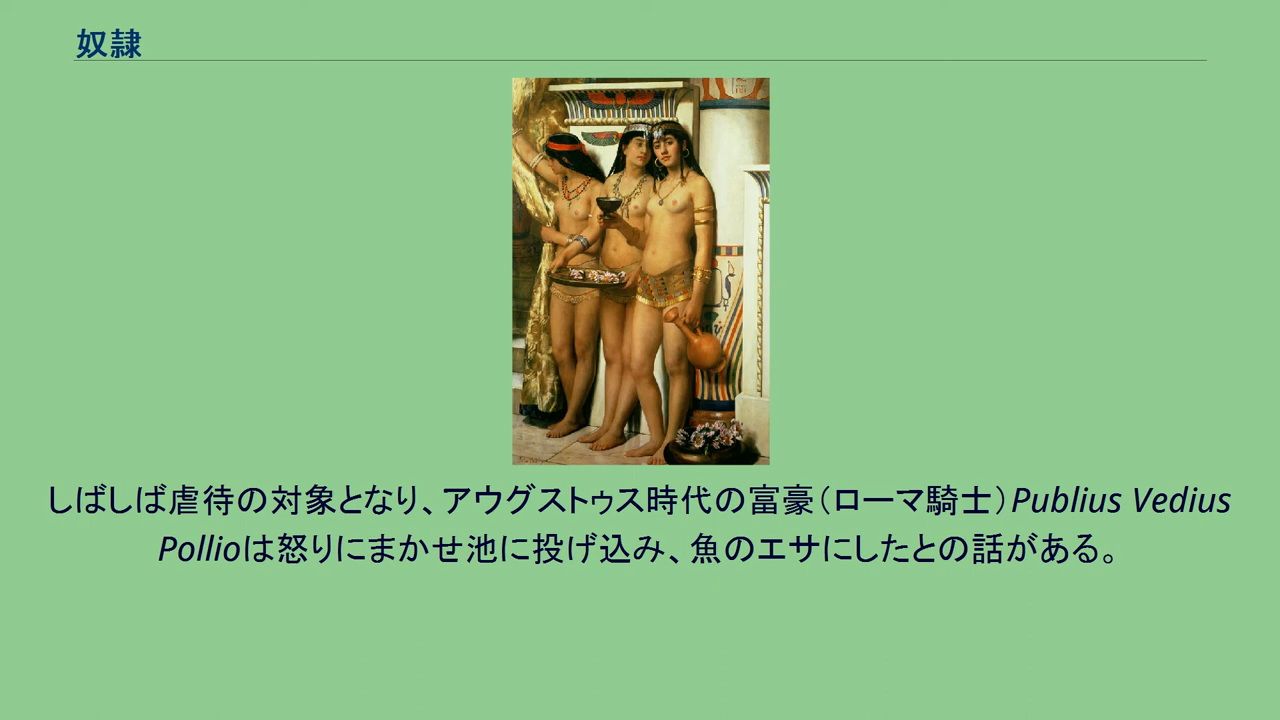 奴隷
しばしば虐待の対象となり、アウグストゥス時代の富豪（ローマ騎士）Publius Vedius
Pollioは怒りにまかせ池に投げ込み、魚のエサにしたとの話がある。